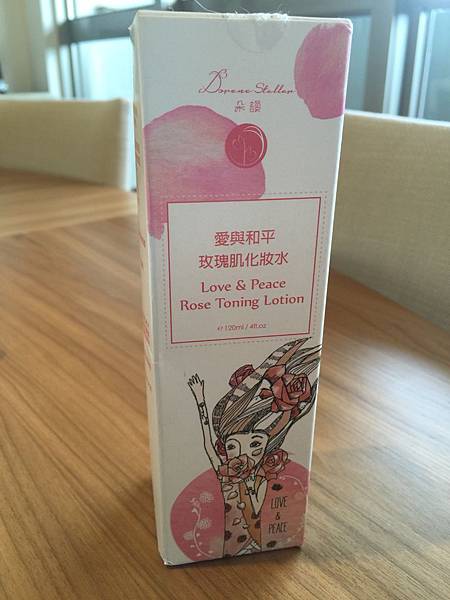 Dorene Stellar
朵韻
愛與和平
玫瑰肌化妝水
Love & Peace
Rose Toning Lotion
℮ 120ml / 4fl.oz
LOVE
&
PEACE